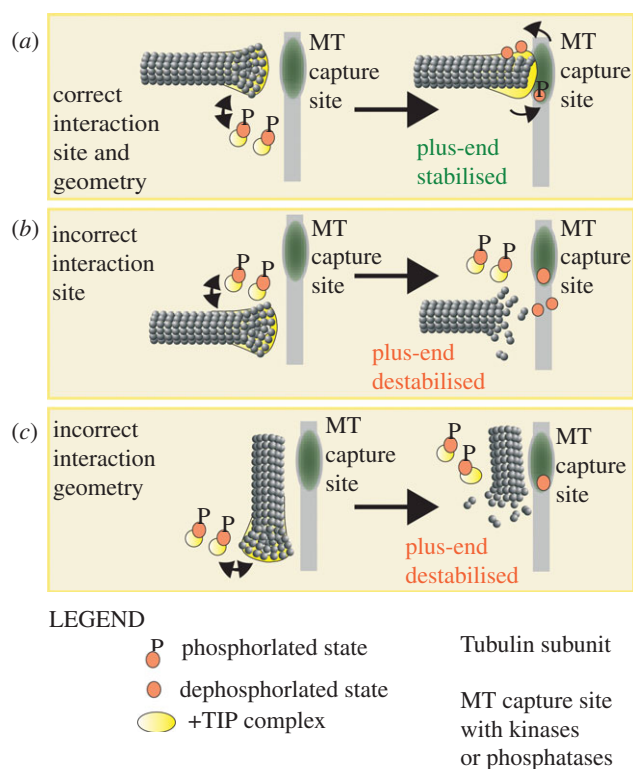 (a)
correct
interaction
site and
geometry
P
P
MT
capture
site
plus-end
stabilised
P
MT
capture
site
(b)
incorrect
interaction
site
P
P
MT
capture
site
plus-end
destabilised
P
P
MT
capture
site
(c)
incorrect
interaction
geometry
P
P
MT
capture
site
plus-end
destabilised
P
P
MT
capture
site
LEGEND
P
phosphorlated state
dephosphorlated state
+TIP complex
Tubulin subunit
MT capture site
with kinases
or phosphatases